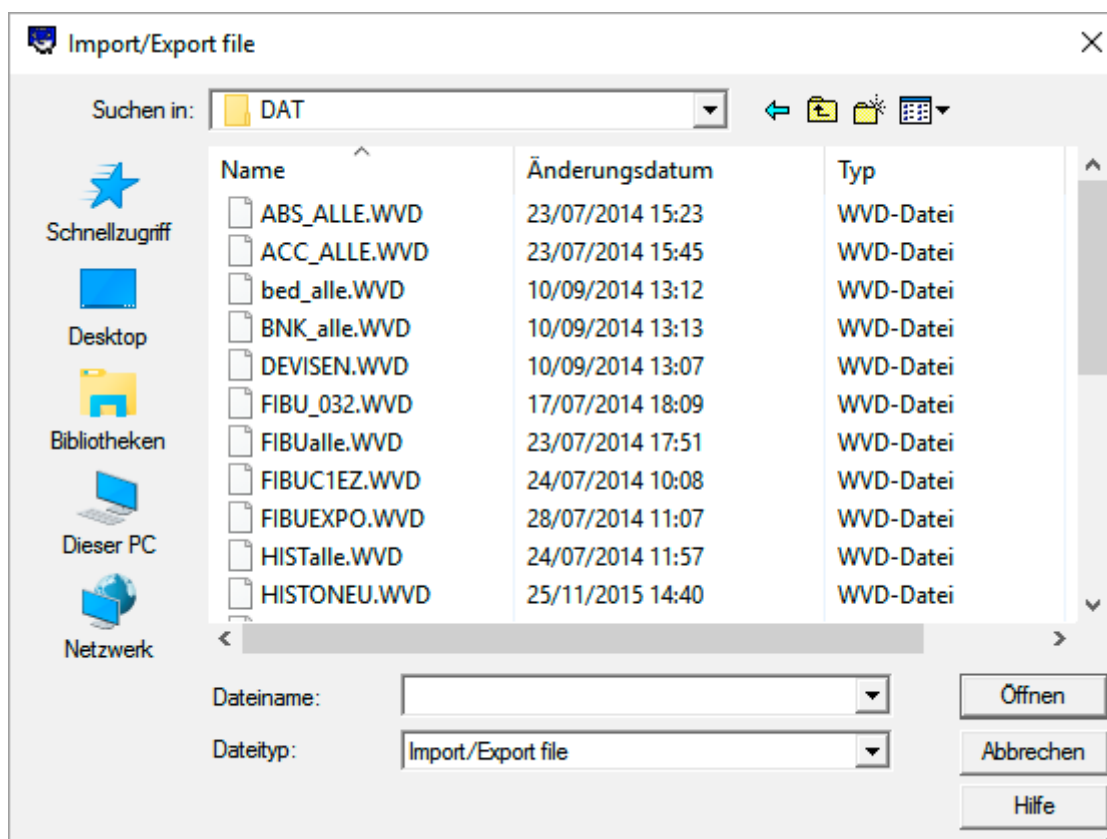 Import/Export file
Suchen in: DAT
Name Änderungsdatum Typ
ABS_ALLE.WVD 23/07/2014 15:23 WVD-Datei
ACC_ALLE.WVD 23/07/2014 15:45 WVD-Datei
bed_alle.WVD 10/09/2014 13:12 WVD-Datei
BNK_alle.WVD 10/09/2014 13:13 WVD-Datei
DEVISEN.WVD 10/09/2014 13:07 WVD-Datei
FIBU_032.WVD 17/07/2014 18:09 WVD-Datei
FIBUalle.WVD 23/07/2014 17:51 WVD-Datei
FIBUC1EZ.WVD 24/07/2014 10:08 WVD-Datei
FIBUEXPO.WVD 28/07/2014 11:07 WVD-Datei
HISTalle.WVD 24/07/2014 11:57 WVD-Datei
HISTONEU.WVD 25/11/2015 14:40 WVD-Datei
Schnellzugriff
Desktop
Bibliotheken
Dieser PC
Netzwerk
Dateiname: Öffnen
Dateityp: Import/Export file Abbrechen
Hilfe